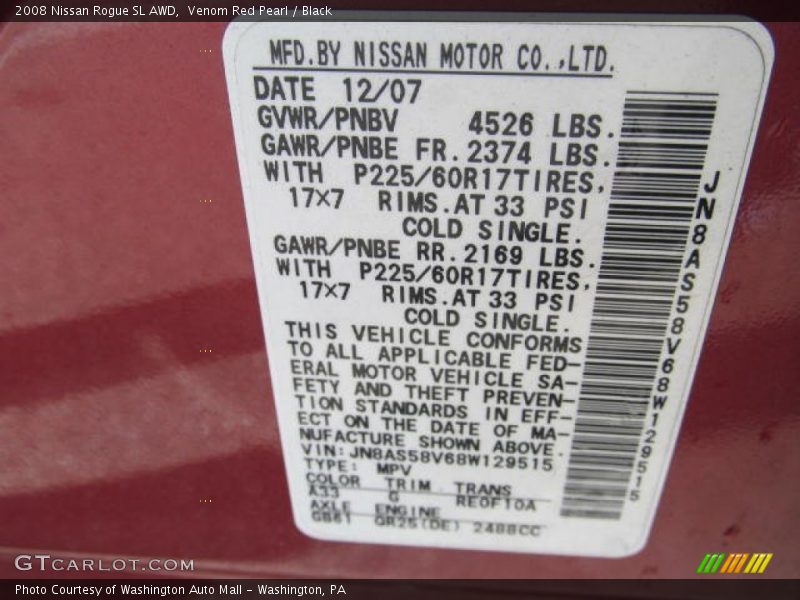 2008 Nissan Rogue SL AWD,  Venom Red Pearl / Black
MFD.BY NISSAN MOTOR CO.,LTD.
DATE 12/07
GVWR/PNBV 4526 LBS.
GAWR/PNBE FR.2374 LBS.
WITH P225/60R17TIRES,
17×7 RIMS.AT 33 PSI
COLD SINGLE.
GAWR/PNBE RR.2169 LBS.
WITH P225/60R17TIRES,
17×7 RIMS.AT 33 PSI
COLD SINGLE.
THIS VEHICLE CONFORMS
TO ALL APPLICABLE FED-
ERAL MOTOR VEHICLE SA-
FETY AND THEFT PREVEN-
TION STANDARDS IN EFF-
ECT ON THE DATE OF MA-
NUFACTURE SHOWN ABOVE.
VIN:JN8AS58V68W129515
TYPE: MPV
COLOR TRIM TRANS
A33 G RE0F10A
AXLE ENGINE
GB61 QR25(DE) 2488CC
JN8AS58V68W129515
GTCARLOT.COM
Photo Courtesy of Washington Auto Mall – Washington, PA